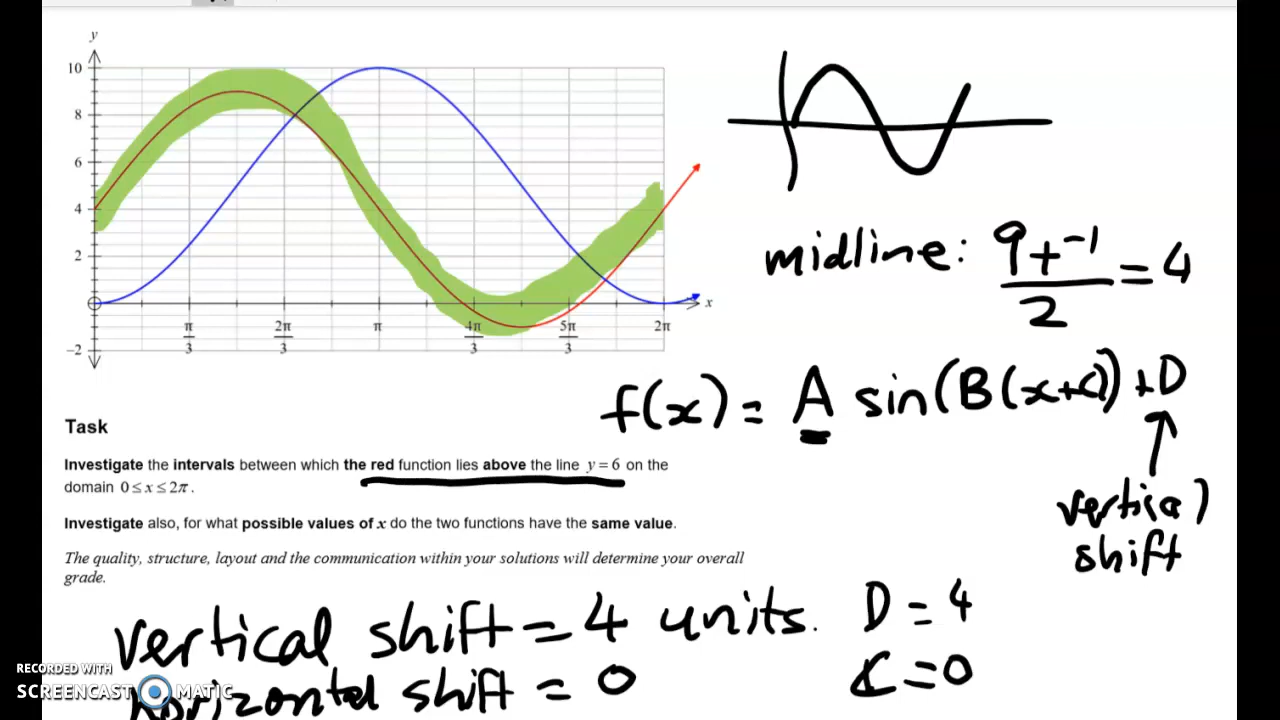 y
10
8
6
4
2
-2
π/3
2π/3
π
4π/3
5π/3
2π
x
midline: 9+-1/2 = 4
f(x) = A sin(B(x+C)) + D
vertical
shift
Task
Investigate the intervals between which the red function lies above the line y = 6 on the
domain 0 ≤ x ≤ 2π .
Investigate also, for what possible values of x do the two functions have the same value.
The quality, structure, layout and the communication within your solutions will determine your overall
grade.
vertical shift = 4 units. D = 4
horizontal shift = 0 C = 0
RECORDED WITH
SCREENCAST MATIC